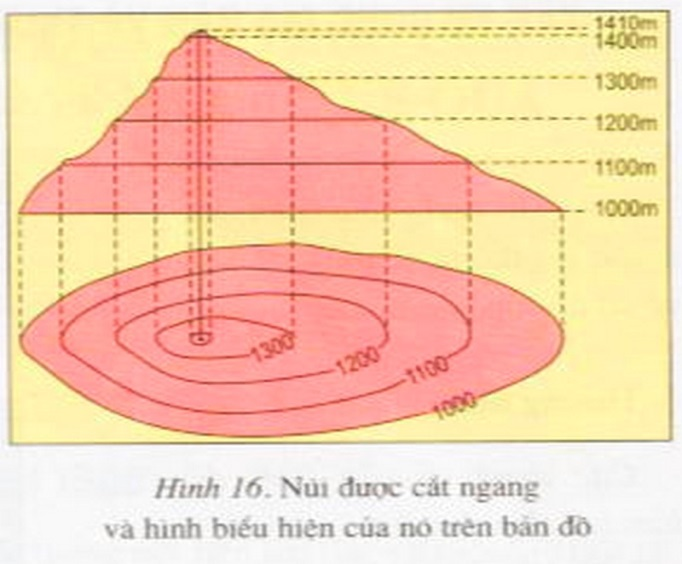 1410m
1400m
1300m
1200m
1100m
1000m
1300
1200
1100
1000
Hình 16. Núi được cắt ngang
và hình biểu hiện của nó trên bản đồ